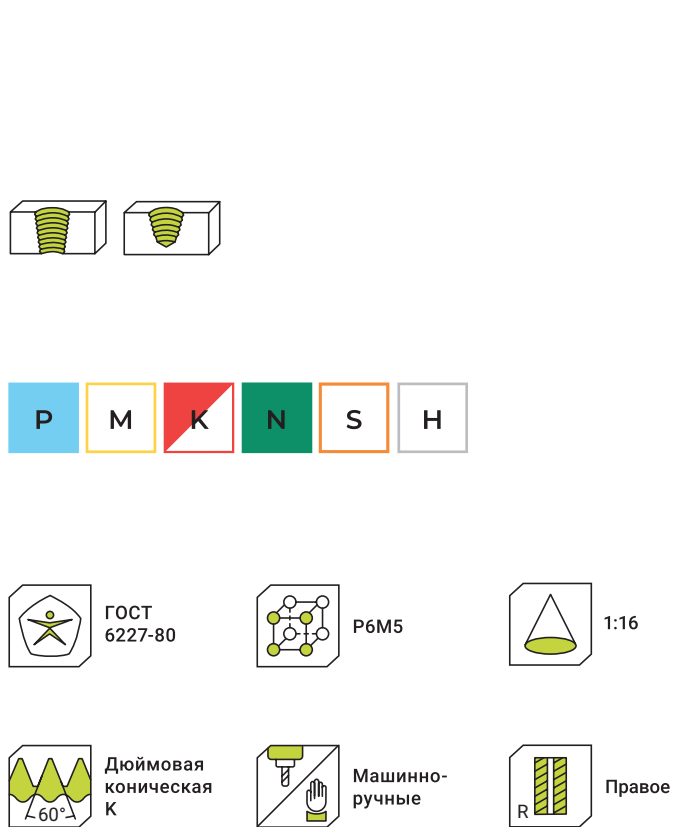 P M K N S H
ГОСТ
6227-80
Р6М5
1:16
60°
Дюймовая
коническая
К
Машинно-
ручные
R
Правое